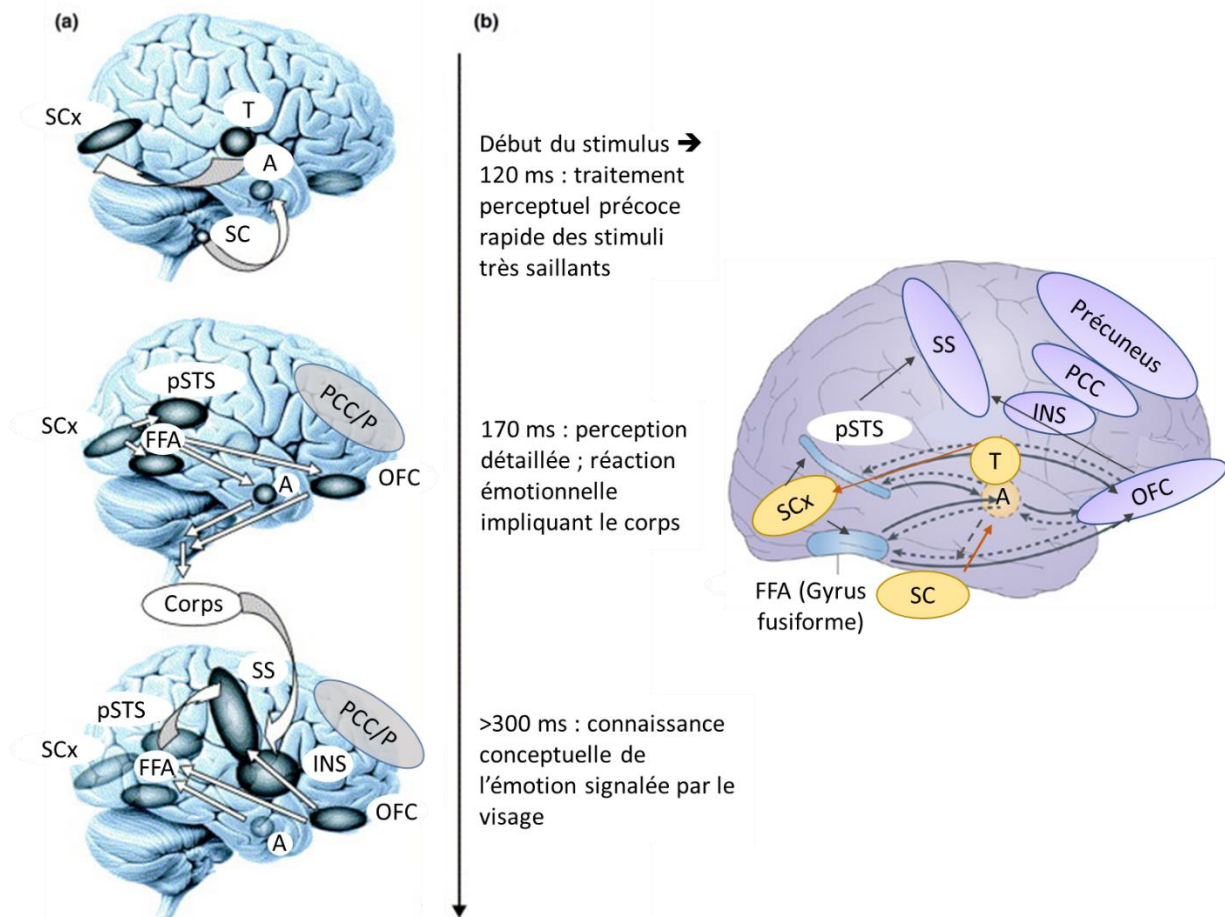 (a)
SCx
T
A
SC
pSTS
SCx
FFA
PCC/P
A
OFC
Corps
SS
pSTS
SCx
FFA
INS
PCC/P
OFC
A
(b)
Début du stimulus ➔
120 ms : traitement
perceptuel précoce
rapide des stimuli
très saillants
170 ms : perception
détaillée ; réaction
émotionnelle
impliquant le corps
>300 ms : connaissance
conceptuelle de
l’émotion signalée par le
visage
Précuneus
SS
PCC
INS
pSTS
T
A
SCx
OFC
FFA (Gyrus
fusiforme)
SC